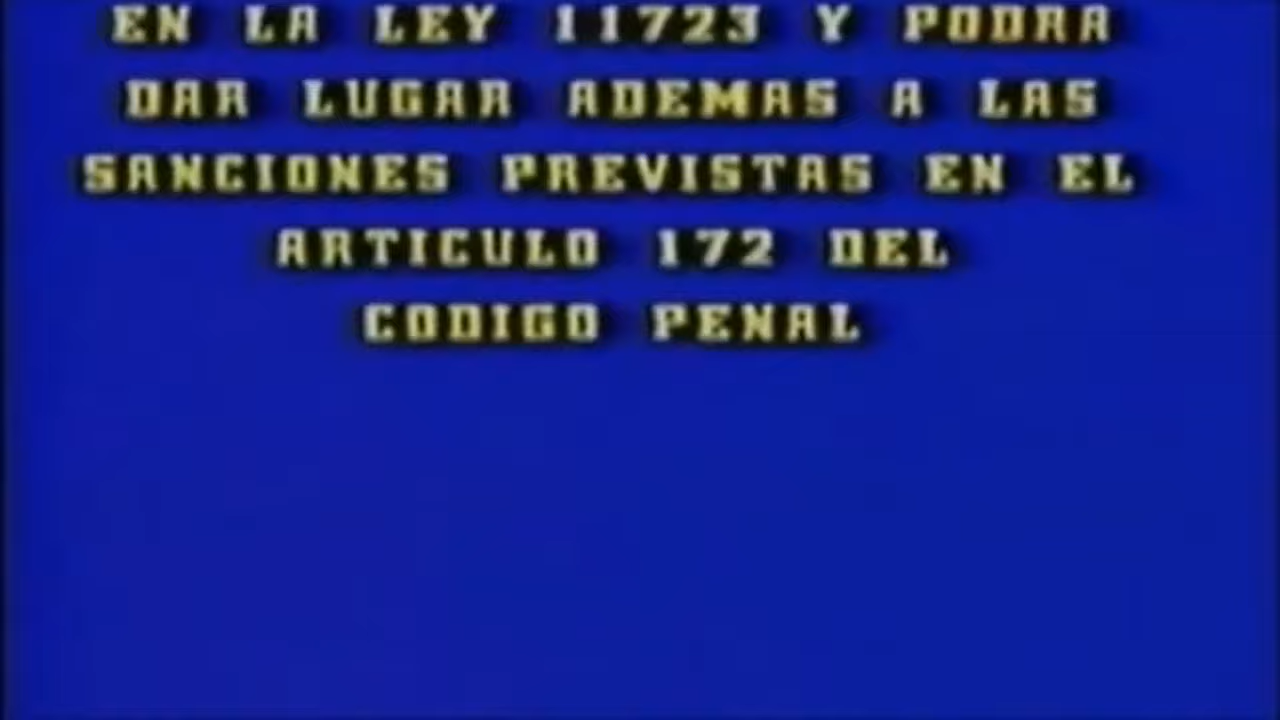 EN LA LEY 11723 Y PODRA
DAR LUGAR ADEMAS A LAS
SANCIONES PREVISTAS EN EL
ARTICULO 172 DEL
CODIGO PENAL